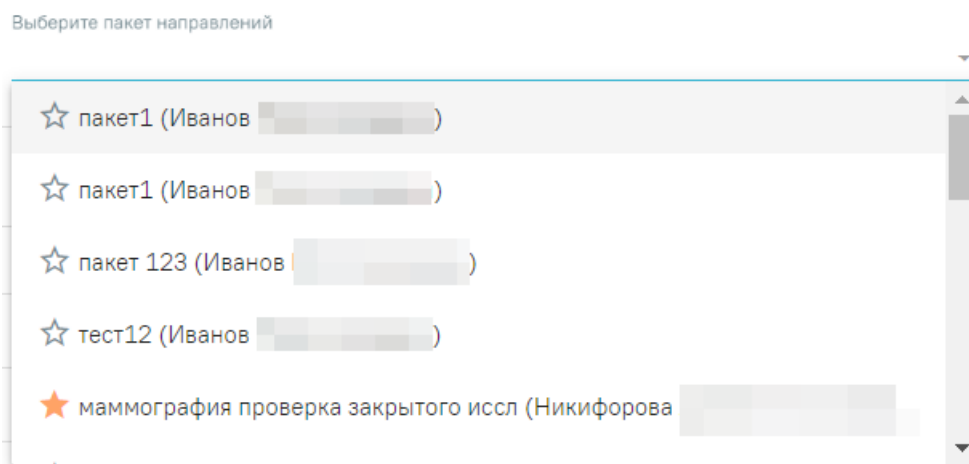 Выберите пакет направлений
пакет1 (Иванов )
пакет1 (Иванов )
пакет 123 (Иванов )
тест12 (Иванов )
маммография проверка закрытого иссл (Никифорова